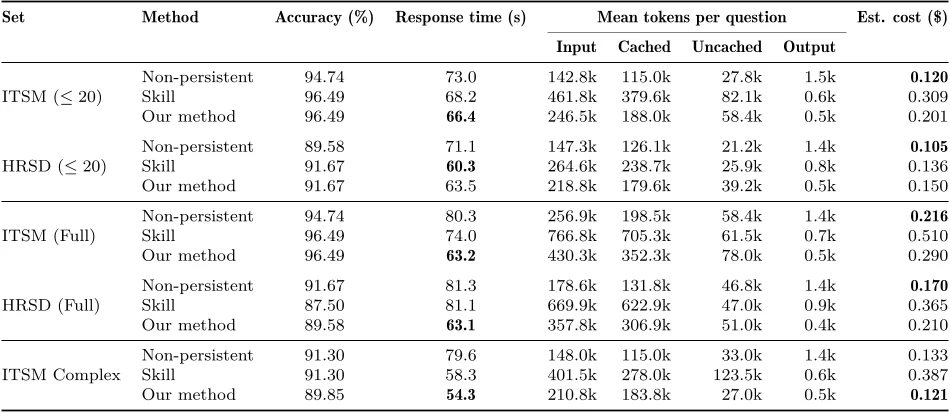 Set Method Accuracy (%) Response time (s) Mean tokens per question Est. cost ($)
Input Cached Uncached Output
Non-persistent 94.74 73.0 142.8k 115.0k 27.8k 1.5k 0.120
ITSM (≤ 20) Skill 96.49 68.2 461.8k 379.6k 82.1k 0.6k 0.309
Our method 96.49 66.4 246.5k 188.0k 58.4k 0.5k 0.201
Non-persistent 89.58 71.1 147.3k 126.1k 21.2k 1.4k 0.105
HRSD (≤ 20) Skill 91.67 60.3 264.6k 238.7k 25.9k 0.8k 0.136
Our method 91.67 63.5 218.8k 179.6k 39.2k 0.5k 0.150
Non-persistent 94.74 80.3 256.9k 198.5k 58.4k 1.4k 0.216
ITSM (Full) Skill 96.49 74.0 766.8k 705.3k 61.5k 0.7k 0.510
Our method 96.49 63.2 430.3k 352.3k 78.0k 0.5k 0.290
Non-persistent 91.67 81.3 178.6k 131.8k 46.8k 1.4k 0.170
HRSD (Full) Skill 87.50 81.1 669.9k 622.9k 47.0k 0.9k 0.365
Our method 89.58 63.1 357.8k 306.9k 51.0k 0.4k 0.210
Non-persistent 91.30 79.6 148.0k 115.0k 33.0k 1.4k 0.133
ITSM Complex Skill 91.30 58.3 401.5k 278.0k 123.5k 0.6k 0.387
Our method 89.85 54.3 210.8k 183.8k 27.0k 0.5k 0.121